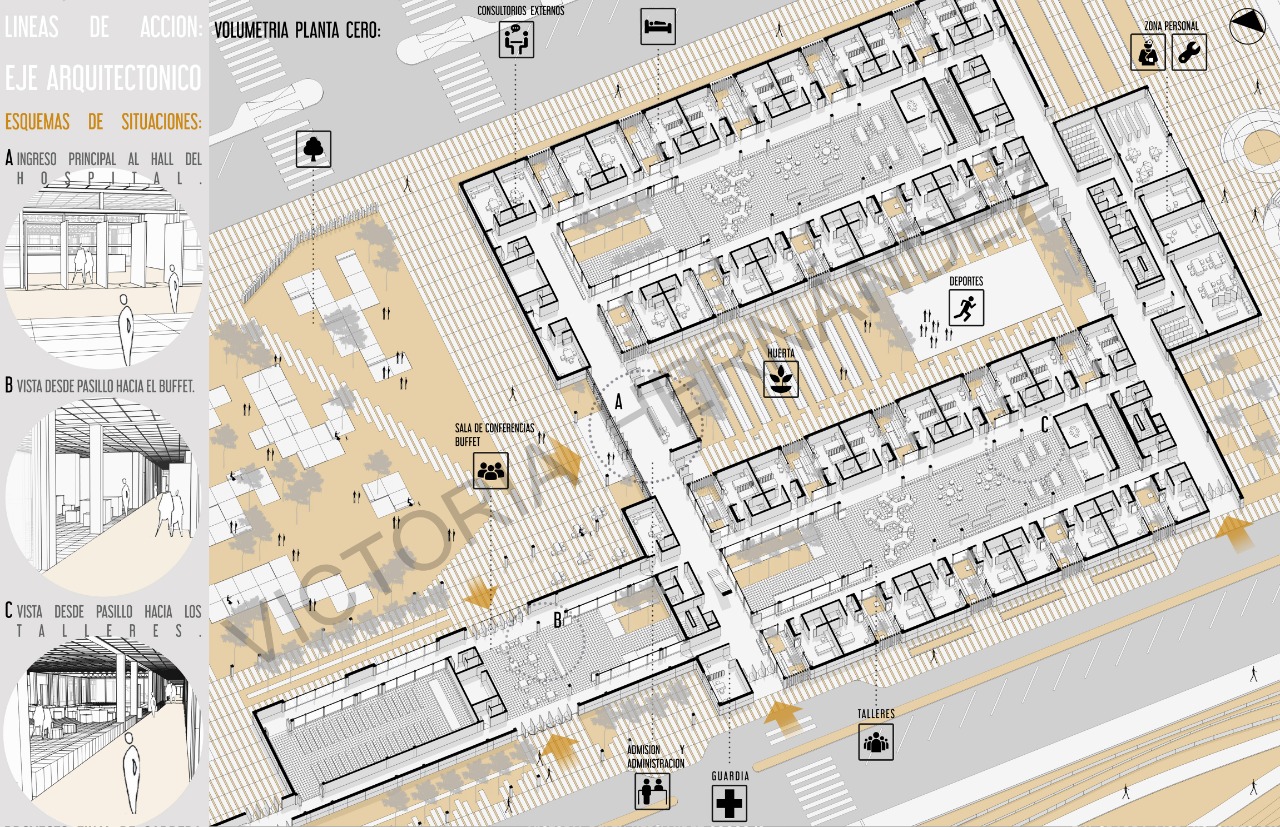 LINEAS DE ACCION:
EJE ARQUITECTONICO
ESQUEMAS DE SITUACIONES:
A INGRESO PRINCIPAL AL HALL DEL
HOSPITAL.
B VISTA DESDE PASILLO HACIA EL BUFFET.
C VISTA DESDE PASILLO HACIA LOS
TALLERES.
VOLUMETRIA PLANTA CERO:
CONSULTORIOS EXTERNOS
ZONA PERSONAL
DEPORTES
HUERTA
A
C
SALA DE CONFERENCIAS
BUFFET
B
TALLERES
ADMISION Y
ADMINISTRACION
GUARDIA
VICTORIA HERNANDEZ